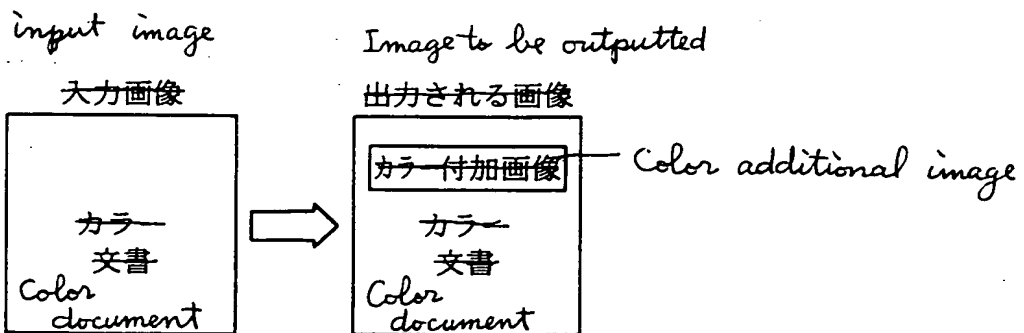 input image
Image to be outputted
入力画像
出力される画像
カラー付加画像
Color additional image
カラー
文書
Color
document
カラー
文書
Color
document